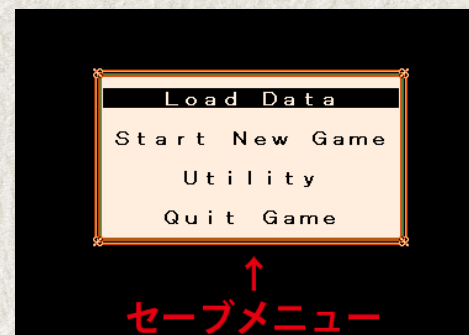 Load Data
Start New Game
Utility
Quit Game
↑
セーブメニュー